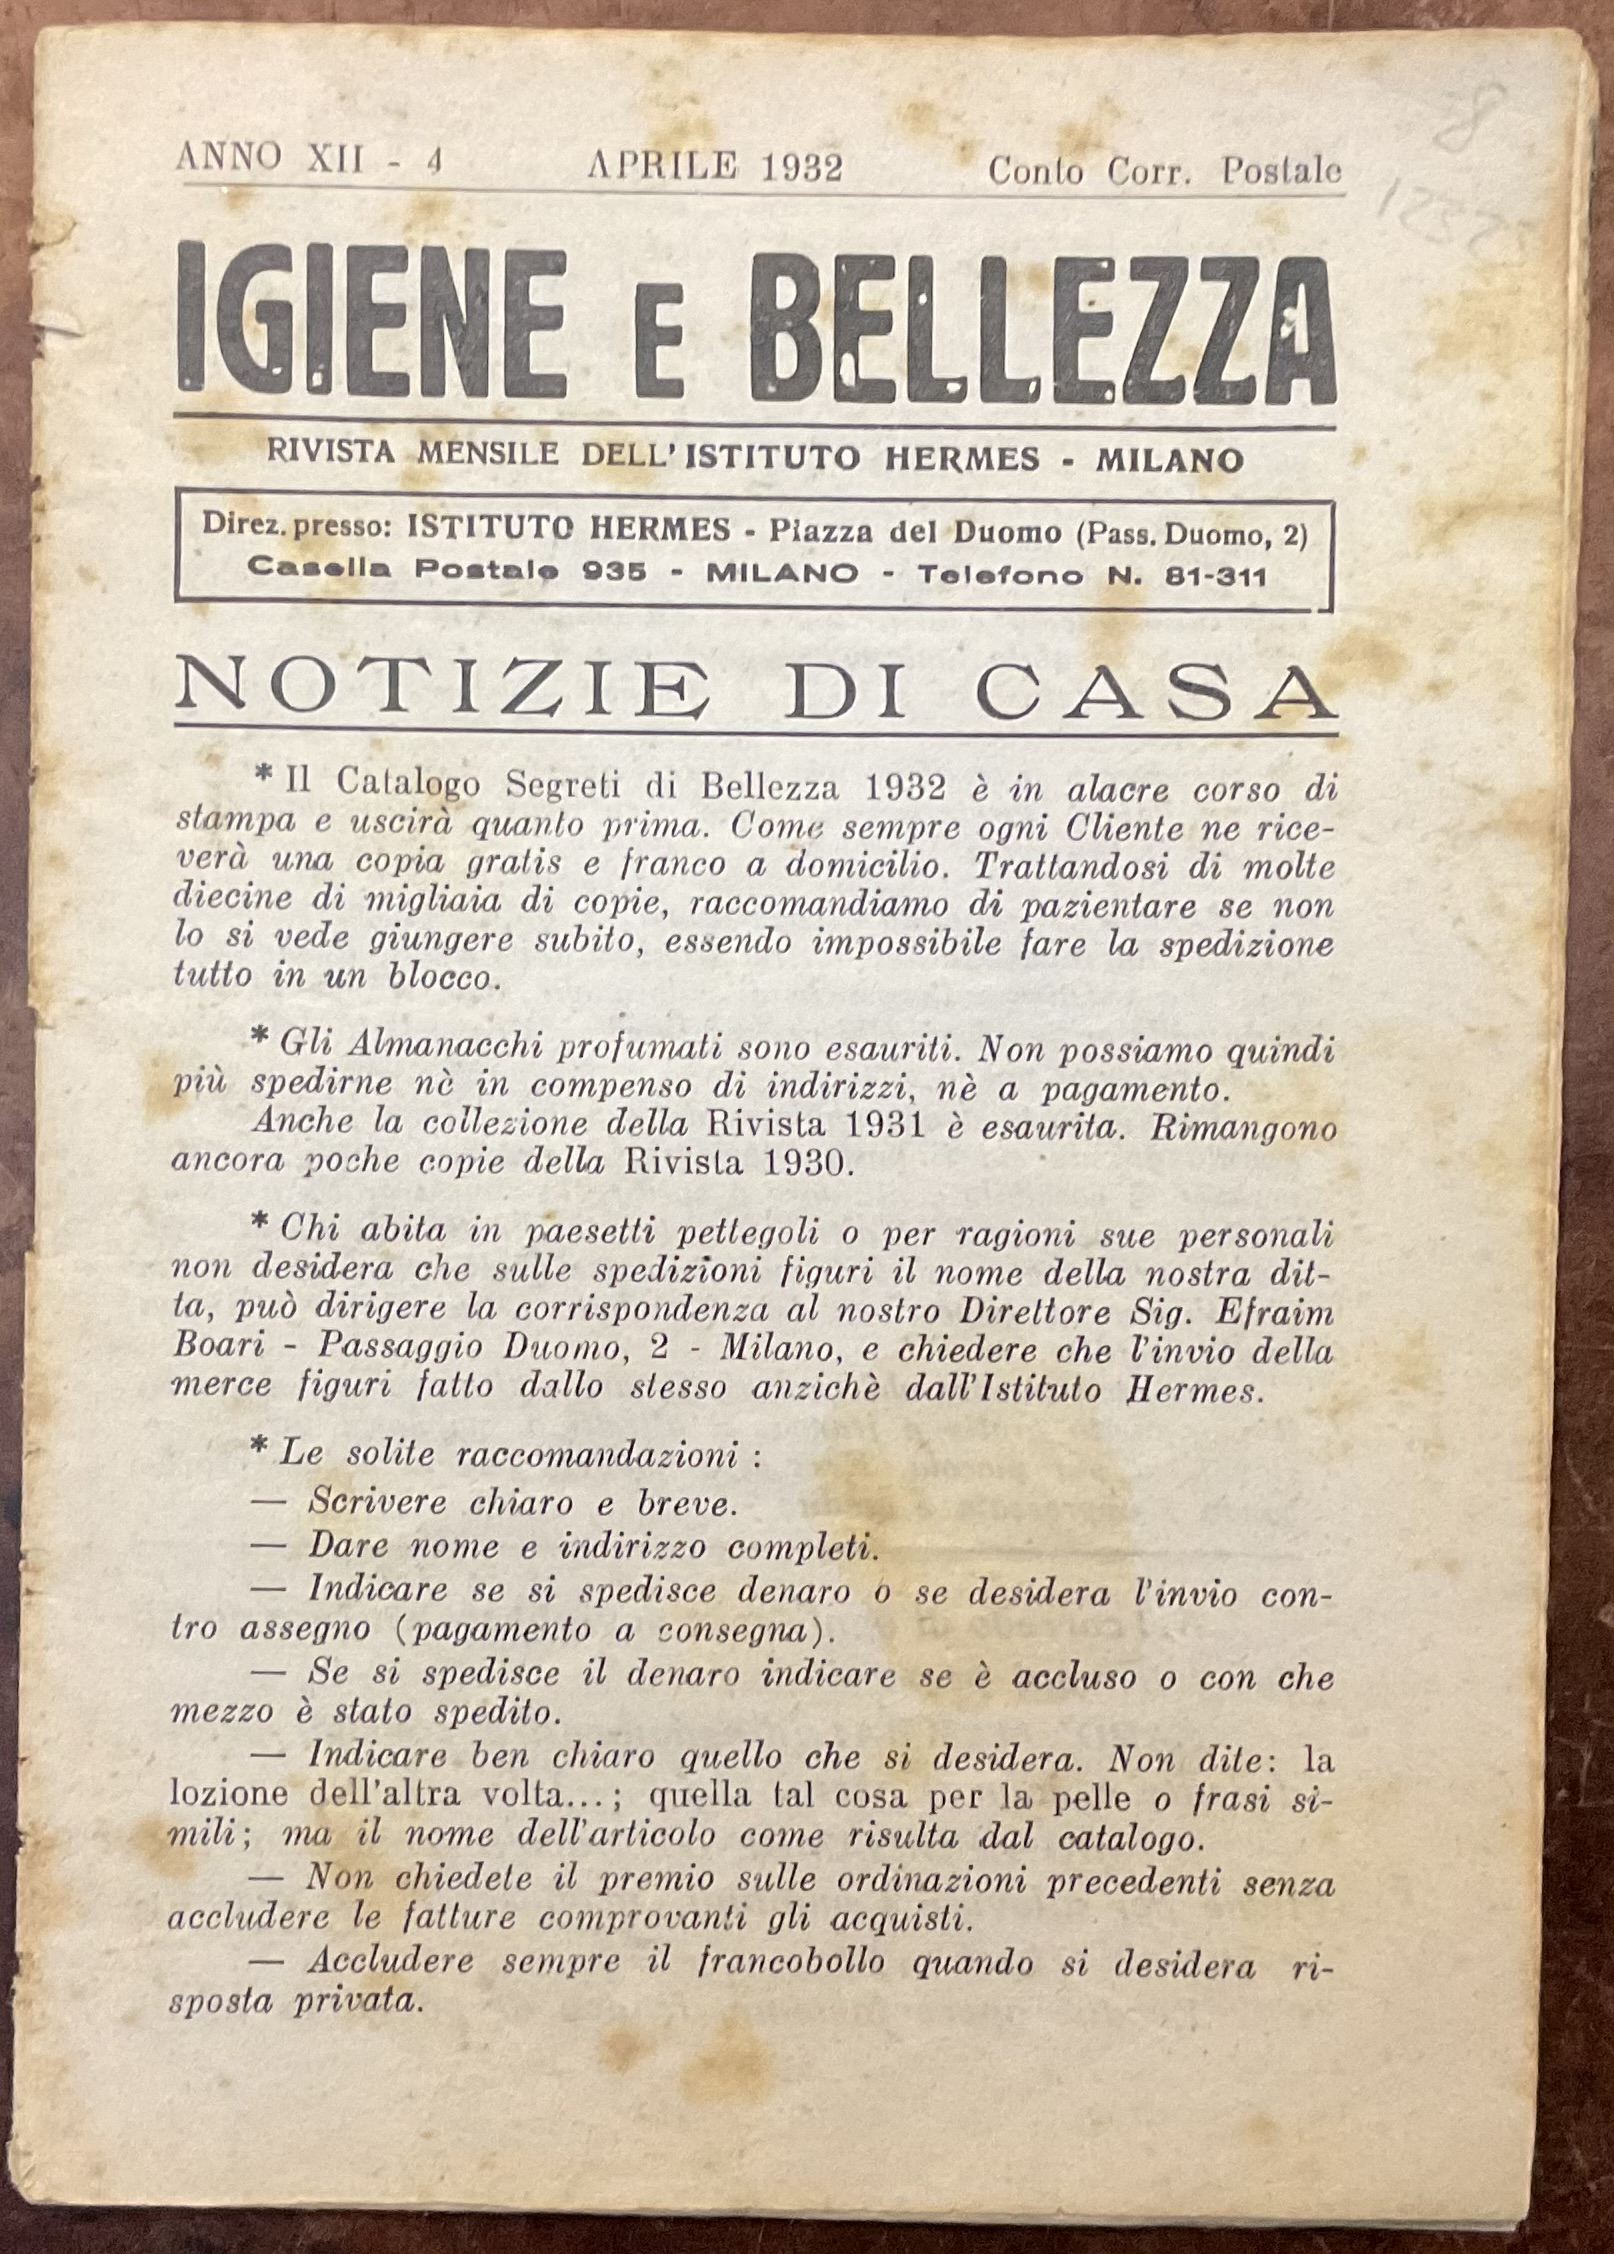 ANNO XII - 4 APRILE 1932 Conto Corr. Postale
IGIENE E BELLEZZA
RIVISTA MENSILE DELL'ISTITUTO HERMES - MILANO
Direz. presso: ISTITUTO HERMES - Piazza del Duomo (Pass. Duomo, 2)
Casella Postale 935 - MILANO - Telefono N. 81-311
NOTIZIE DI CASA
* Il Catalogo Segreti di Bellezza 1932 è in alacre corso di
stampa e uscirà quanto prima. Come sempre ogni Cliente ne rice-
verà una copia gratis e franco a domicilio. Trattandosi di molte
diecine di migliaia di copie, raccomandiamo di pazientare se non
lo si vede giungere subito, essendo impossibile fare la spedizione
tutto in un blocco.
* Gli Almanacchi profumati sono esauriti. Non possiamo quindi
più spedirne nè in compenso di indirizzi, nè a pagamento.
Anche la collezione della Rivista 1931 è esaurita. Rimangono
ancora poche copie della Rivista 1930.
* Chi abita in paesetti pettegoli o per ragioni sue personali
non desidera che sulle spedizioni figuri il nome della nostra dit-
ta, può dirigere la corrispondenza al nostro Direttore Sig. Efraim
Boari - Passaggio Duomo, 2 - Milano, e chiedere che l'invio della
merce figuri fatto dallo stesso anzichè dall'Istituto Hermes.
* Le solite raccomandazioni :
— Scrivere chiaro e breve.
— Dare nome e indirizzo completi.
— Indicare se si spedisce denaro o se desidera l'invio con-
tro assegno (pagamento a consegna).
— Se si spedisce il denaro indicare se è accluso o con che
mezzo è stato spedito.
— Indicare ben chiaro quello che si desidera. Non dite: la
lozione dell'altra volta...; quella tal cosa per la pelle o frasi si-
mili; ma il nome dell'articolo come risulta dal catalogo.
— Non chiedete il premio sulle ordinazioni precedenti senza
accludere le fatture comprovanti gli acquisti.
— Accludere sempre il francobollo quando si desidera ri-
sposta privata.